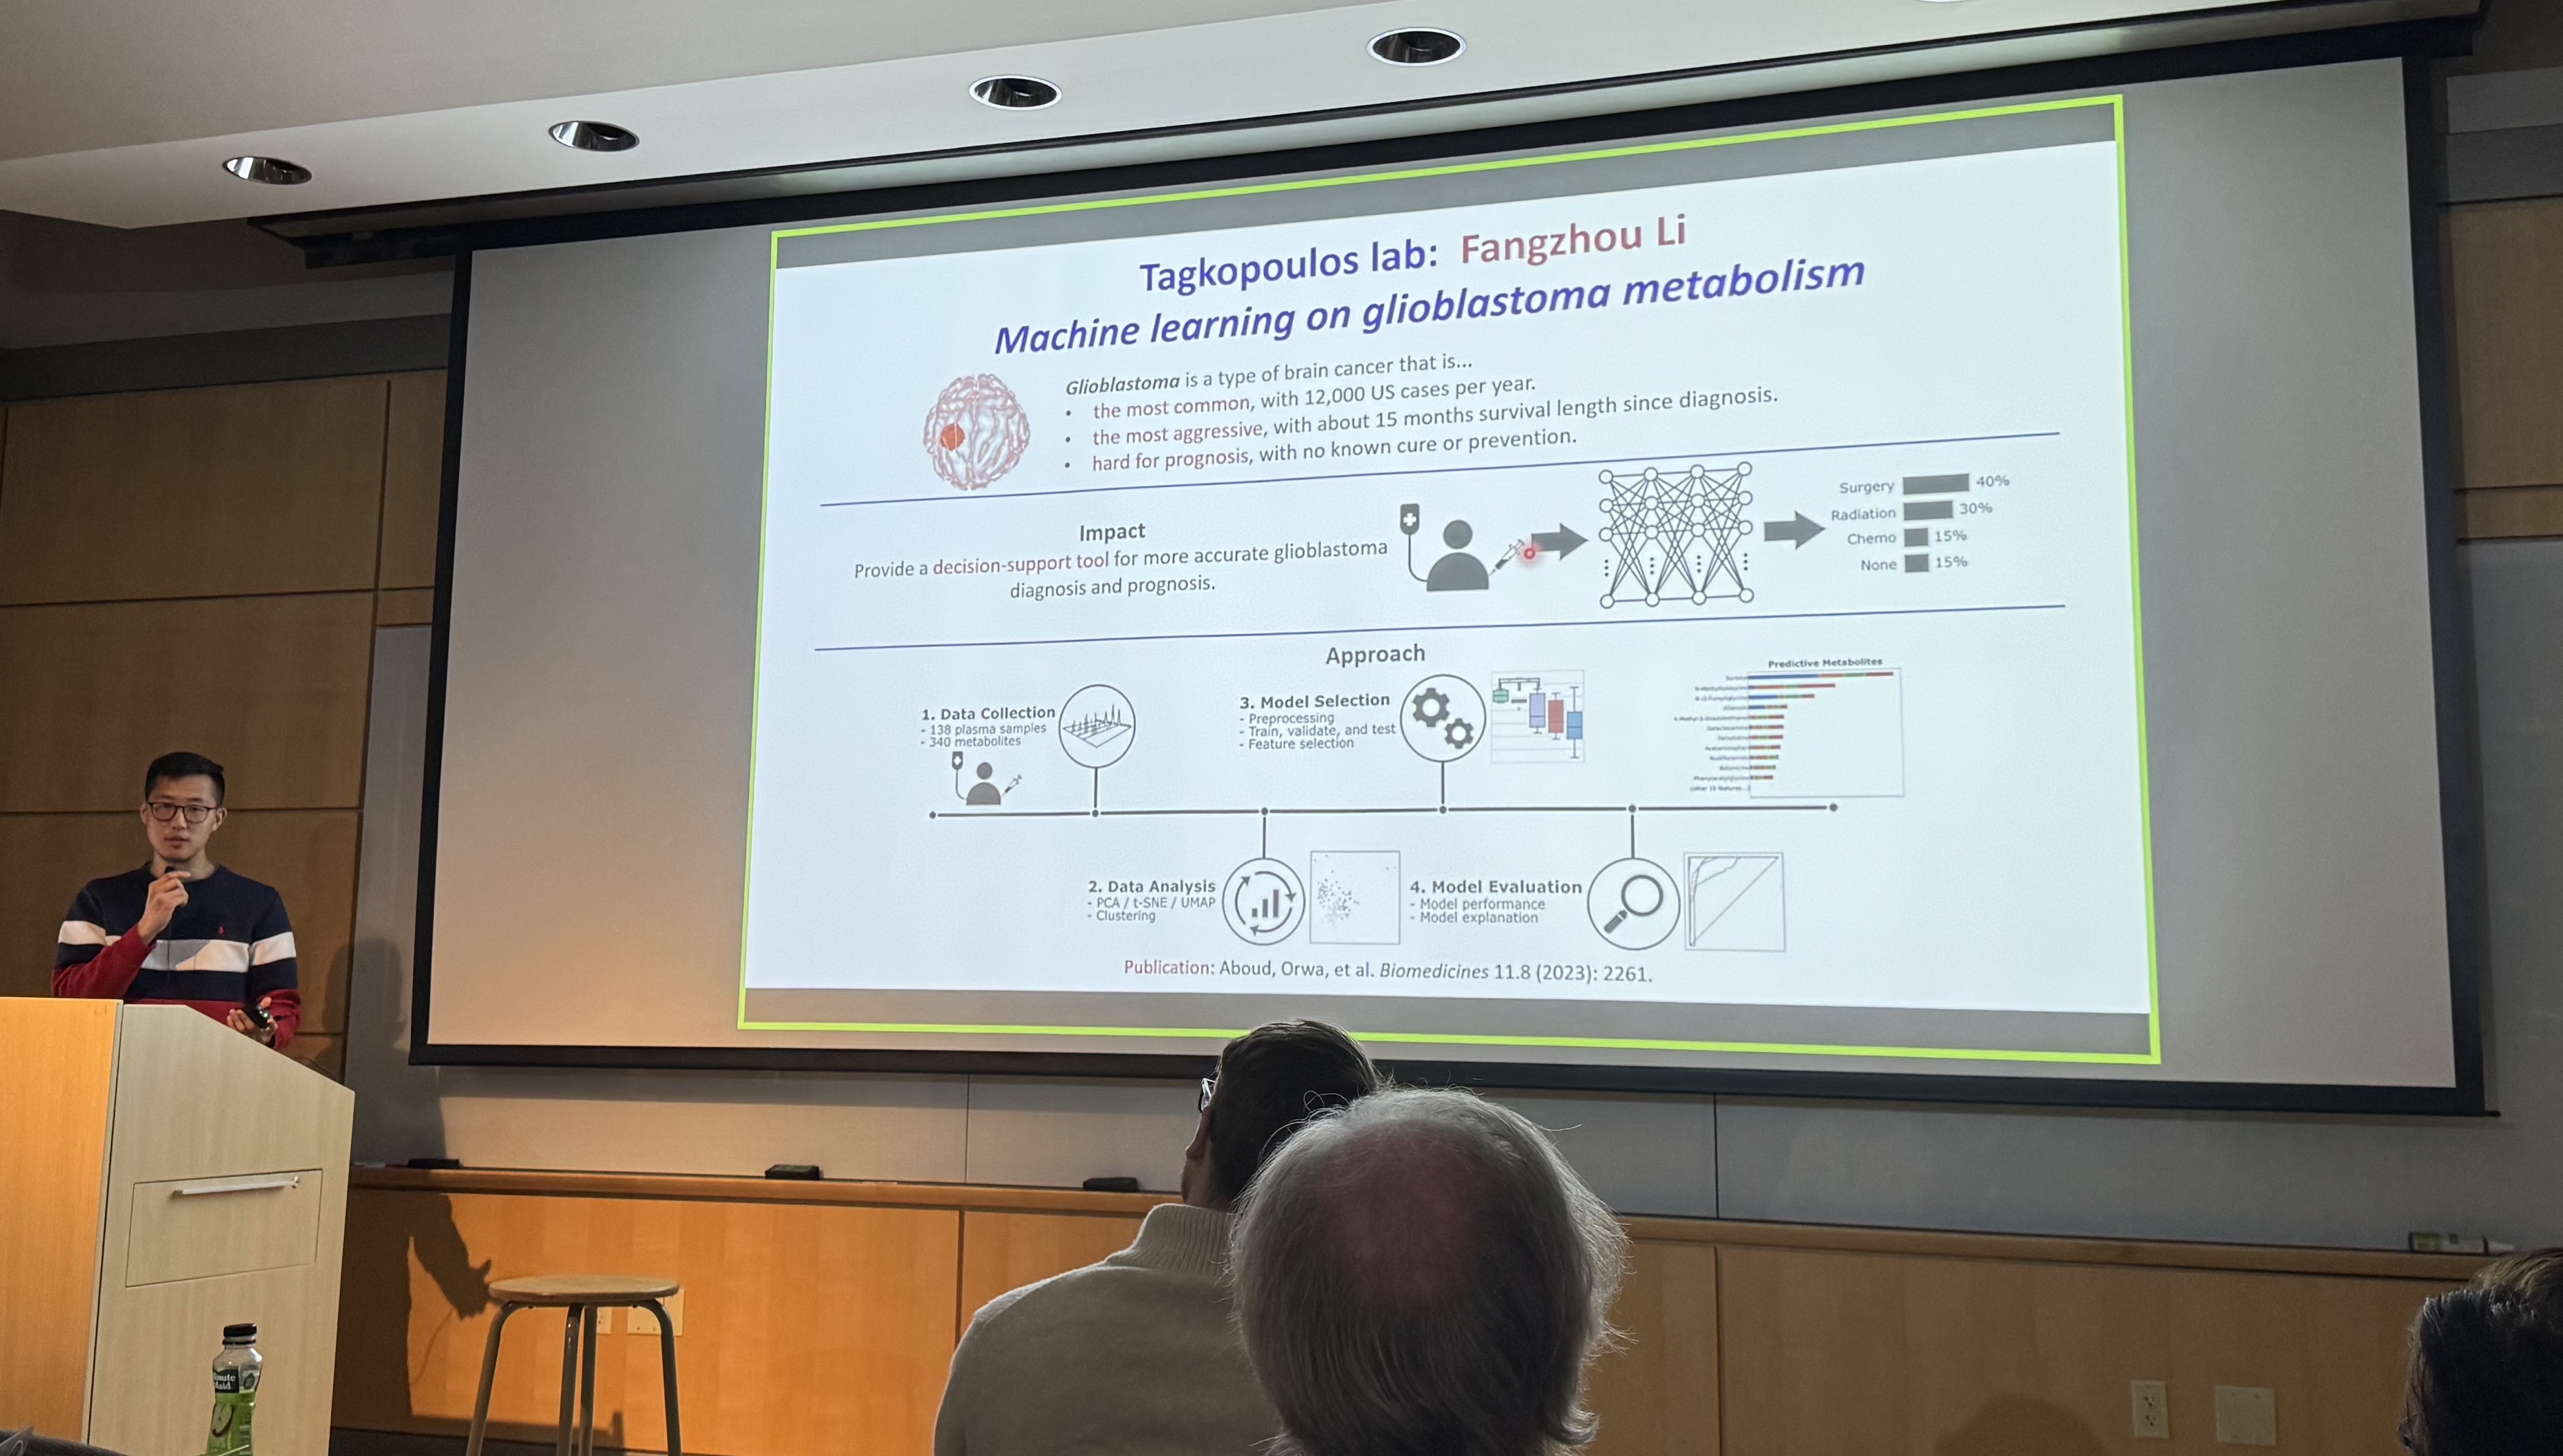 Tagkopoulos lab: Fangzhou Li
Machine learning on glioblastoma metabolism
Glioblastoma is a type of brain cancer that is...
• the most common, with 12,000 US cases per year.
• the most aggressive, with about 15 months survival length since diagnosis.
• hard for prognosis, with no known cure or prevention.
Impact
Provide a decision-support tool for more accurate glioblastoma
diagnosis and prognosis.
Surgery 40%
Radiation 30%
Chemo 15%
None 15%
Approach
1. Data Collection
- 138 plasma samples
- 340 metabolites
3. Model Selection
- Preprocessing
- Train, validate, and test
- Feature selection
Predictive Metabolites
2. Data Analysis
- PCA / t-SNE / UMAP
- Clustering
4. Model Evaluation
- Model performance
- Model explanation
Publication: Aboud, Orwa, et al. Biomedicines 11.8 (2023): 2261.